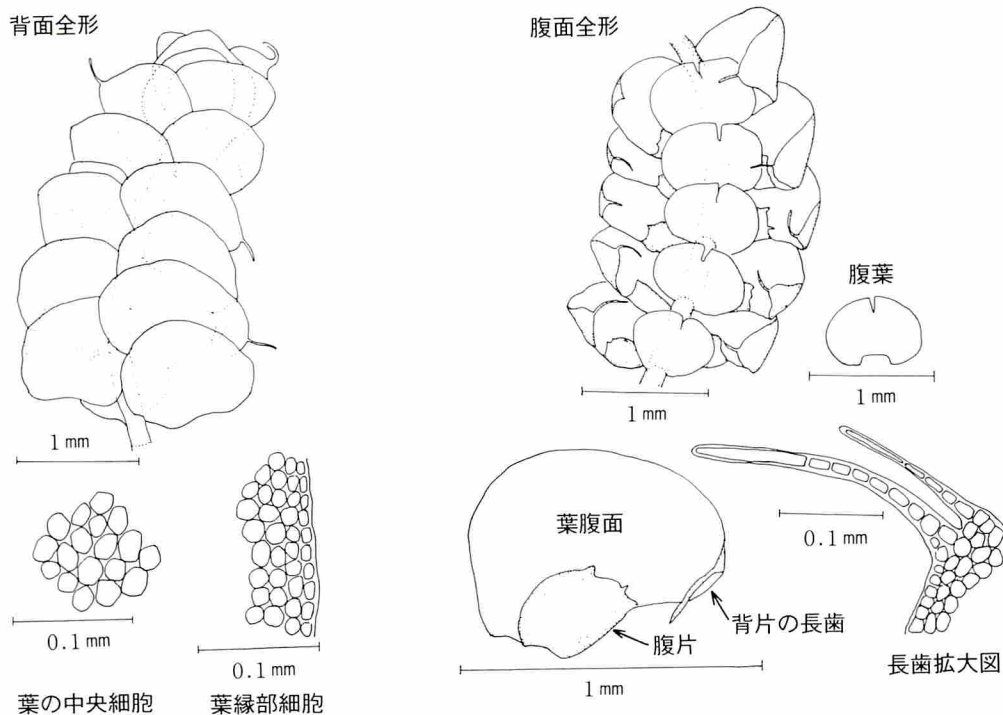 背面全形
1 mm
0.1 mm
葉の中央細胞
0.1 mm
葉縁部細胞
腹面全形
1 mm
腹葉
1 mm
葉腹面
腹片
背片の長歯
1 mm
0.1 mm
長歯拡大図